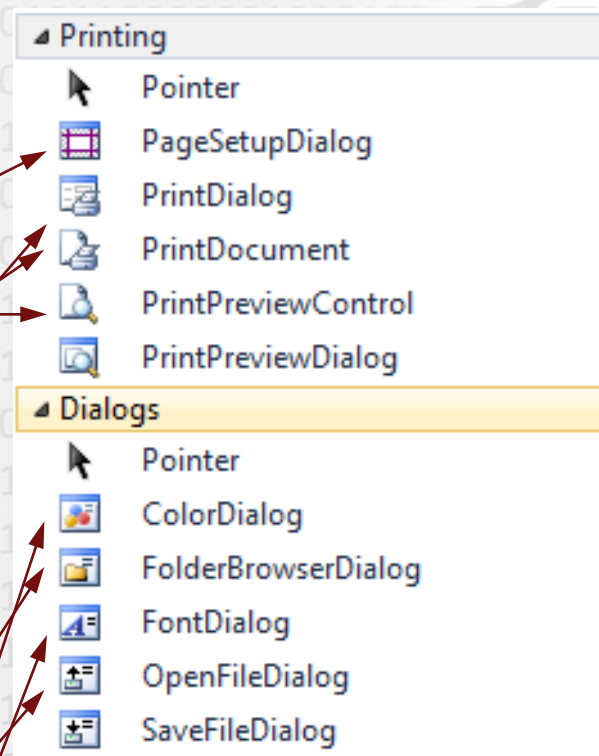 Printing
Pointer
PageSetupDialog
PrintDialog
PrintDocument
PrintPreviewControl
PrintPreviewDialog
Dialogs
Pointer
ColorDialog
FolderBrowserDialog
FontDialog
OpenFileDialog
SaveFileDialog